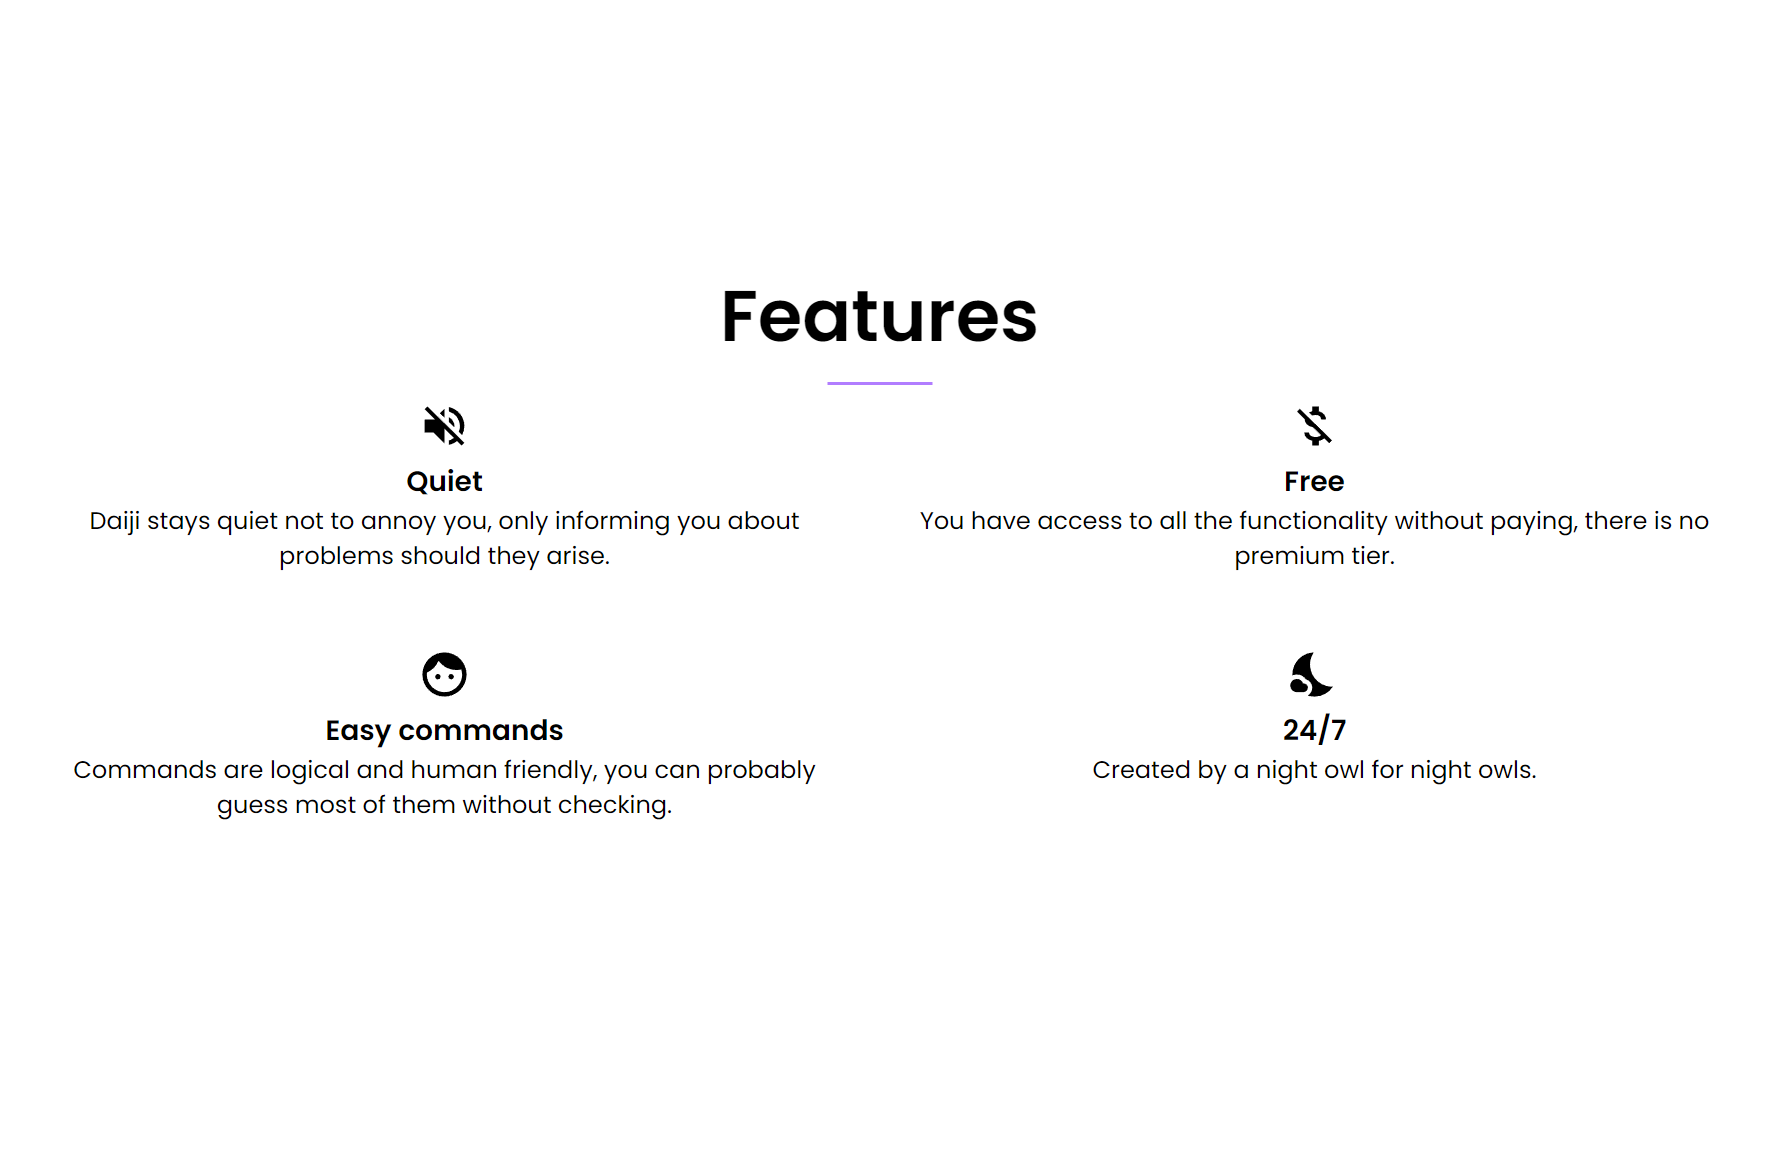 Features
Quiet
Daiji stays quiet not to annoy you, only informing you about
problems should they arise.
Free
You have access to all the functionality without paying, there is no
premium tier.
Easy commands
Commands are logical and human friendly, you can probably
guess most of them without checking.
24/7
Created by a night owl for night owls.